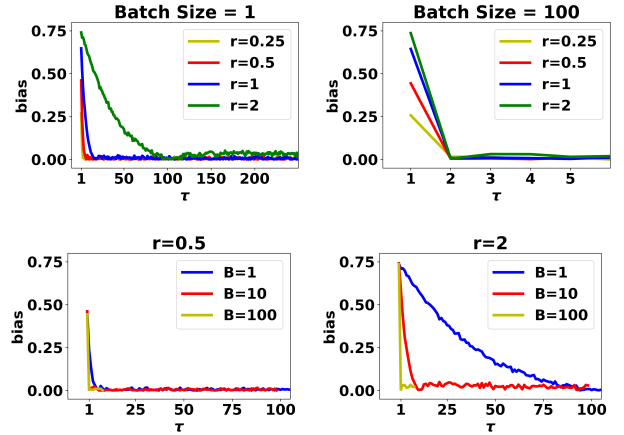 Batch Size = 1
0.75
0.50
0.25
0.00
bias
r=0.25
r=0.5
r=1
r=2
1 50 100 150 200
τ
Batch Size = 100
0.75
0.50
0.25
0.00
bias
r=0.25
r=0.5
r=1
r=2
1 2 3 4 5
τ
r=0.5
0.75
0.50
0.25
0.00
bias
B=1
B=10
B=100
1 25 50 75 100
τ
r=2
0.75
0.50
0.25
0.00
bias
B=1
B=10
B=100
1 25 50 75 100
τ